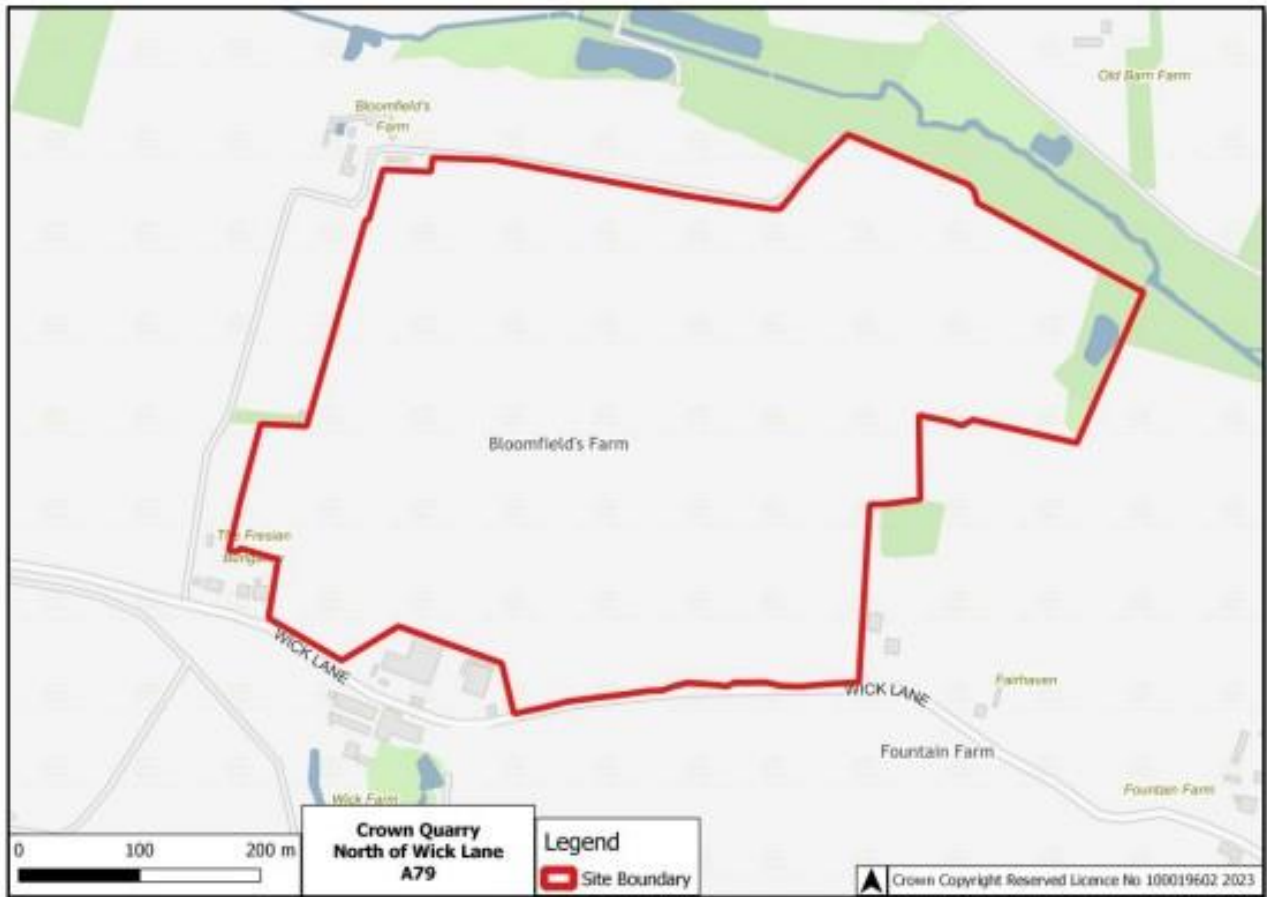 Old Barn Farm
Bloomfield's
Farm
Bloomfield's Farm
The Fresian
WICK LANE
WICK LANE
Fairhaven
Fountain Farm
Fountain Farm
Wick Farm
0 100 200 m
Crown Quarry
North of Wick Lane
A79
Legend
Site Boundary
Crown Copyright Reserved Licence No 100019602 2023